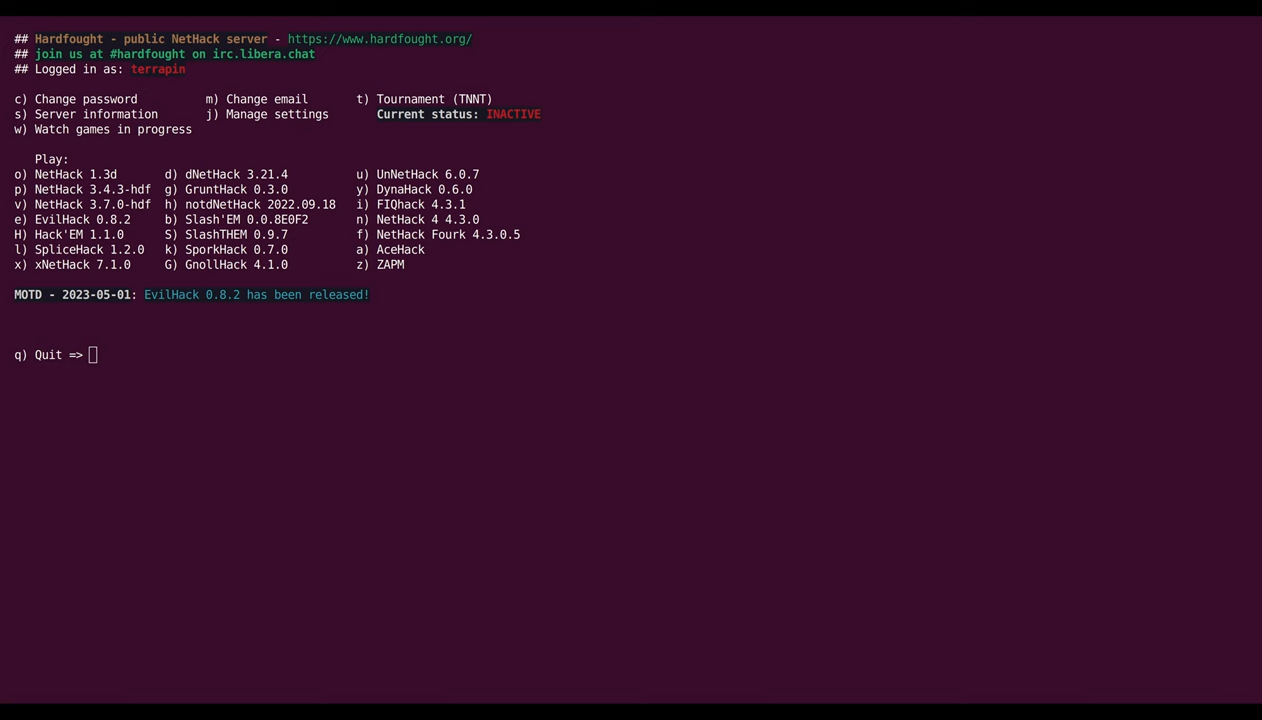 ## Hardfought - public NetHack server - https://www.hardfought.org/
## join us at #hardfought on irc.libera.chat
## Logged in as: terrapin
c) Change password m) Change email t) Tournament (TNNT)
s) Server information j) Manage settings Current status: INACTIVE
w) Watch games in progress
Play:
o) NetHack 1.3d d) dNetHack 3.21.4 u) UnNetHack 6.0.7
p) NetHack 3.4.3-hdf g) GruntHack 0.3.0 y) DynaHack 0.6.0
v) NetHack 3.7.0-hdf h) notdNetHack 2022.09.18 i) FIQhack 4.3.1
e) EvilHack 0.8.2 b) Slash'EM 0.0.8E0F2 n) NetHack 4 4.3.0
H) Hack'EM 1.1.0 S) SlashTHEM 0.9.7 f) NetHack Fourk 4.3.0.5
l) SpliceHack 1.2.0 k) SporkHack 0.7.0 a) AceHack
x) xNetHack 7.1.0 G) GnollHack 4.1.0 z) ZAPM
MOTD - 2023-05-01: EvilHack 0.8.2 has been released!
q) Quit =>